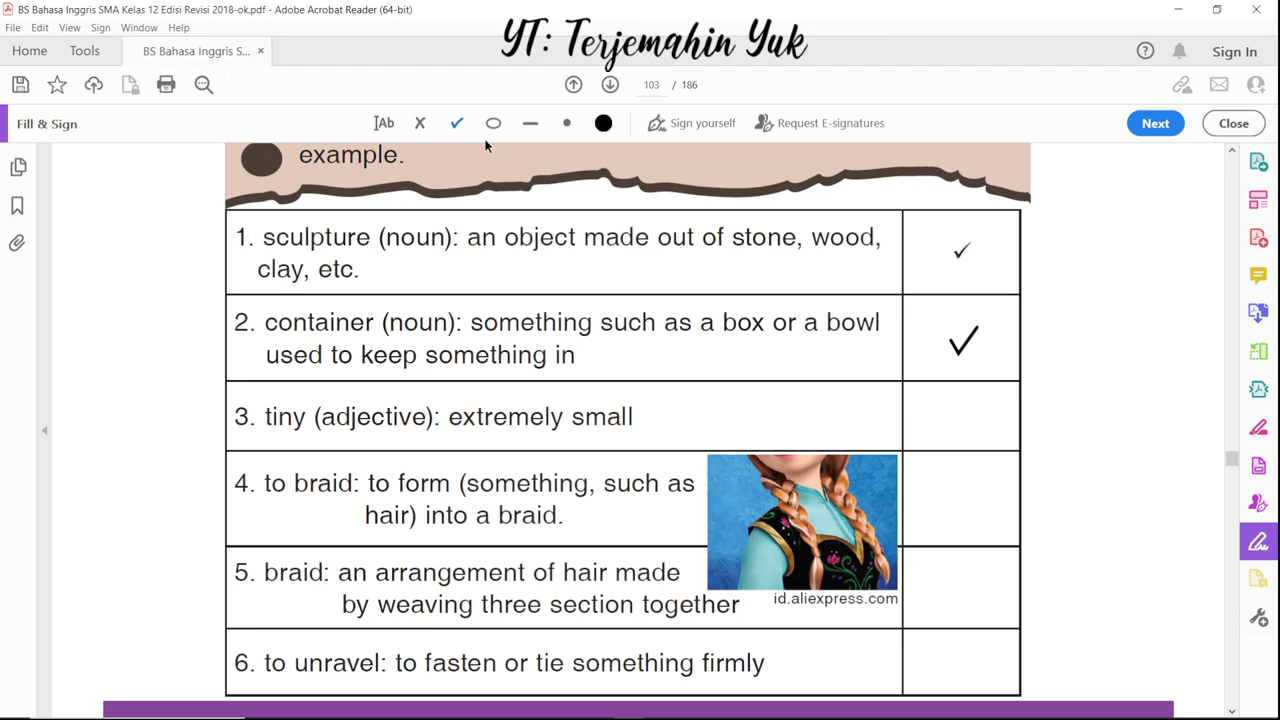 BS Bahasa Inggris SMA Kelas 12 Edisi Revisi 2018-ok.pdf - Adobe Acrobat Reader (64-bit)
YT: Terjemahin Yuk
File Edit View Sign Window Help
Home Tools BS Bahasa Inggris S... × Sign In
103 / 186
Fill & Sign Ab Sign yourself Request E-signatures Next Close
example.
1. sculpture (noun): an object made out of stone, wood,
clay, etc.
2. container (noun): something such as a box or a bowl
used to keep something in
3. tiny (adjective): extremely small
4. to braid: to form (something, such as
hair) into a braid.
5. braid: an arrangement of hair made
by weaving three section together
id.aliexpress.com
6. to unravel: to fasten or tie something firmly